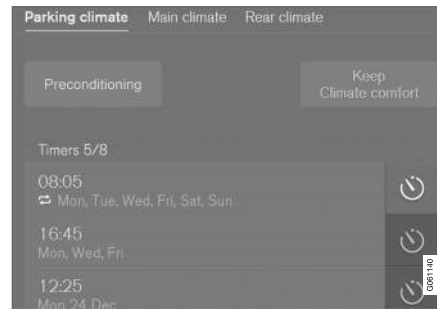 Parking climate Main climate Rear climate
Preconditioning
Keep
Climate comfort
Timers 5/8
08:05
Mon, Tue, Wed, Fri, Sat, Sun
16:45
Mon, Wed, Fri
12:25
Mon 24 Dec
G061140